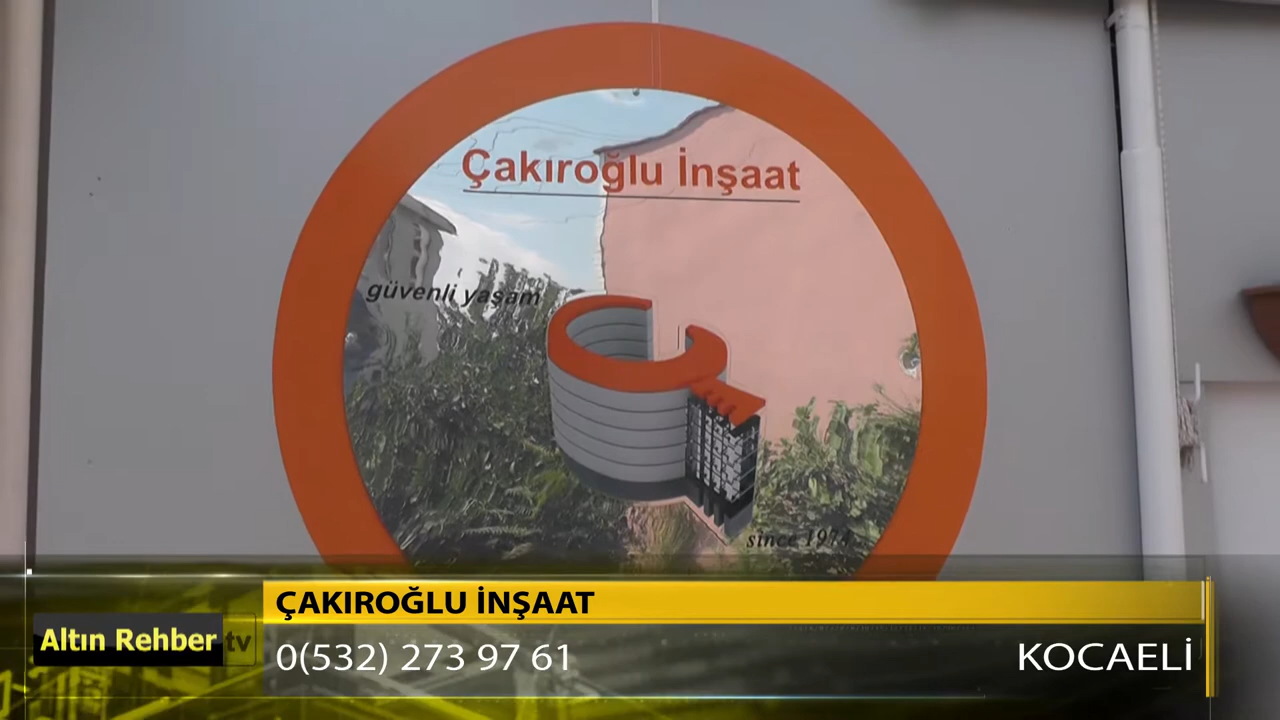 Çakıroğlu İnşaat
güvenli yaşam
since 1974
ÇAKIROĞLU İNŞAAT
Altın Rehber tv
0(532) 273 97 61
KOCAELİ